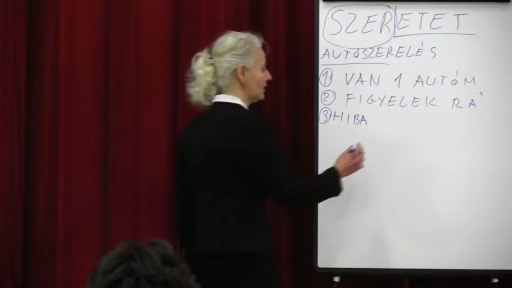 SZERETET
AUTÓSZERELÉS
① VAN 1 AUTÓM
② FIGYELEK RÁ
③ HIBA